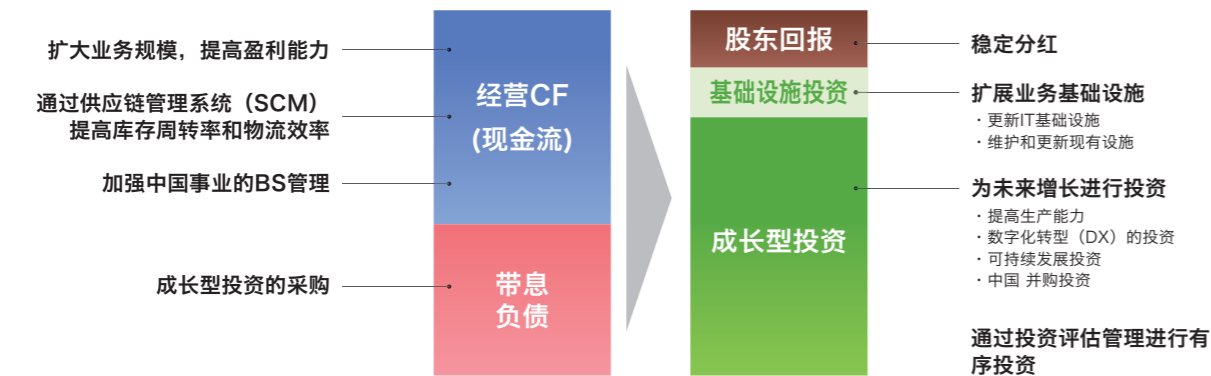 扩大业务规模，提高盈利能力
通过供应链管理系统（SCM）
提高库存周转率和物流效率
加强中国事业的BS管理
成长型投资的采购
经营CF
(现金流)
带息
负债
股东回报
基础设施投资
成长型投资
稳定分红
扩展业务基础设施
・更新IT基础设施
・维护和更新现有设施
为未来增长进行投资
・提高生产能力
・数字化转型（DX）的投资
・可持续发展投资
・中国 并购投资
通过投资评估管理进行有
序投资